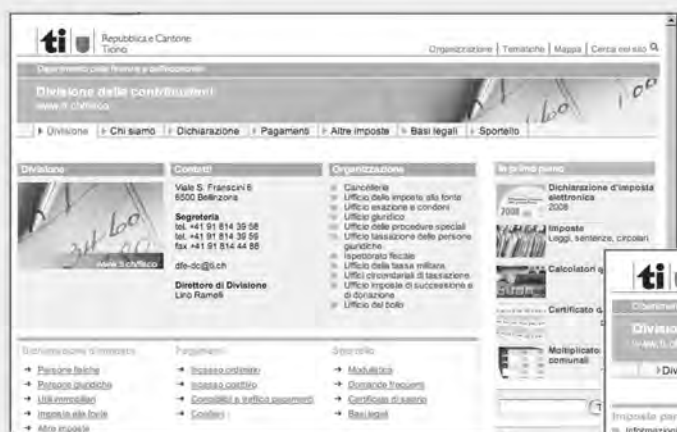 ti
Repubblica e Cantone
Ticino
Organizzazione | Tematiche | Mappa | Cerca nel sito
Dipartimento delle finanze e dell'economia
Divisione delle contribuzioni
www.ti.ch/fisco
Divisione
Chi siamo
Dichiarazione
Pagamenti
Altre imposte
Basi legali
Sportello
Divisione
www.ti.ch/fisco
Contatti
Viale S. Franscini 6
6500 Bellinzona
Segreteria
tel. +41 91 814 39 58
tel. +41 91 814 39 59
fax +41 91 814 44 88
dfe-dc@ti.ch
Direttore di Divisione
Lino Ramelli
Organizzazione
Cancelleria
Ufficio delle imposte alla fonte
Ufficio esazione e condoni
Ufficio giuridico
Ufficio delle procedure speciali
Ufficio tassazione delle persone
giuridiche
Ispettorato fiscale
Ufficio della tassa militare
Uffici circondariali di tassazione
Ufficio imposte di successione e
di donazione
Ufficio del bollo
In primo piano
Dichiarazione d'imposta
elettronica
2008
Imposte
Leggi, sentenze, circolari
Calcolatori
Certificato
Moltiplicato
comunali
Dichiarazione d'imposta
Persone fisiche
Persone giuridiche
Utili immobiliari
Imposta alla fonte
Altre imposte
Pagamenti
Incasso ordinario
Incasso coattivo
Contabilità e traffico pagamenti
Condoni
Sportello
Modulistica
Domande frequenti
Certificato di salario
Basi legali
ti
Divisio
Div
Imposte par
Informazioni